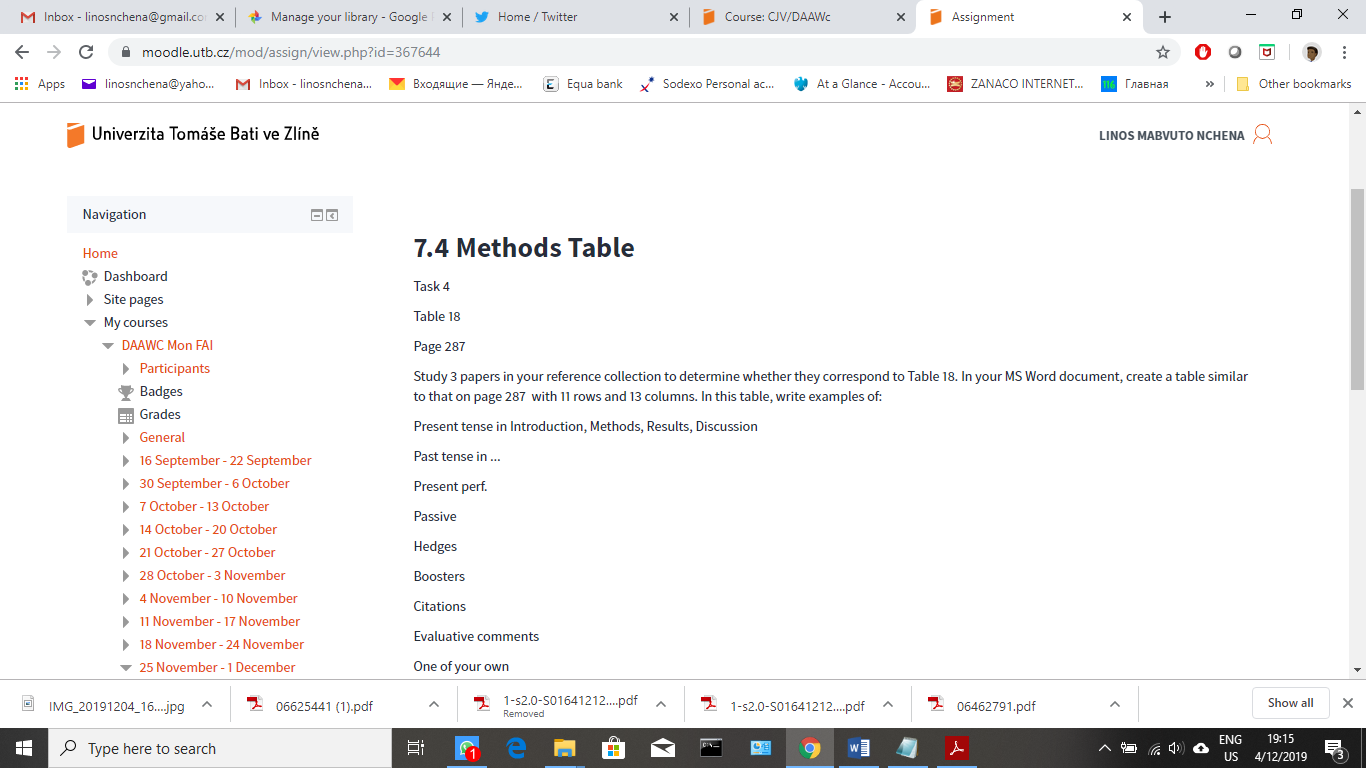 Inbox - linosnchena@gmail.co
Manage your library - Google
Home / Twitter
Course: CJV/DAAWc
Assignment
moodle.utb.cz/mod/assign/view.php?id=367644
Apps
linosnchena@yaho...
Inbox - linosnchena...
Входящие — Янде...
Equa bank
Sodexo Personal ac...
At a Glance - Accou...
ZANACO INTERNET...
116 Главная
Other bookmarks
Univerzita Tomáše Bati ve Zlíně
LINOS MABVUTO NCHENA
Navigation
Home
Dashboard
Site pages
My courses
DAAWC Mon FAI
Participants
Badges
Grades
General
16 September - 22 September
30 September - 6 October
7 October - 13 October
14 October - 20 October
21 October - 27 October
28 October - 3 November
4 November - 10 November
11 November - 17 November
18 November - 24 November
25 November - 1 December
7.4 Methods Table
Task 4
Table 18
Page 287
Study 3 papers in your reference collection to determine whether they correspond to Table 18. In your MS Word document, create a table similar
to that on page 287 with 11 rows and 13 columns. In this table, write examples of:
Present tense in Introduction, Methods, Results, Discussion
Past tense in ...
Present perf.
Passive
Hedges
Boosters
Citations
Evaluative comments
One of your own
IMG_20191204_16....jpg
06625441 (1).pdf
1-s2.0-S01641212....pdf
Removed
1-s2.0-S01641212....pdf
06462791.pdf
Show all
Type here to search
1
ENG
US
19:15
4/12/2019
3